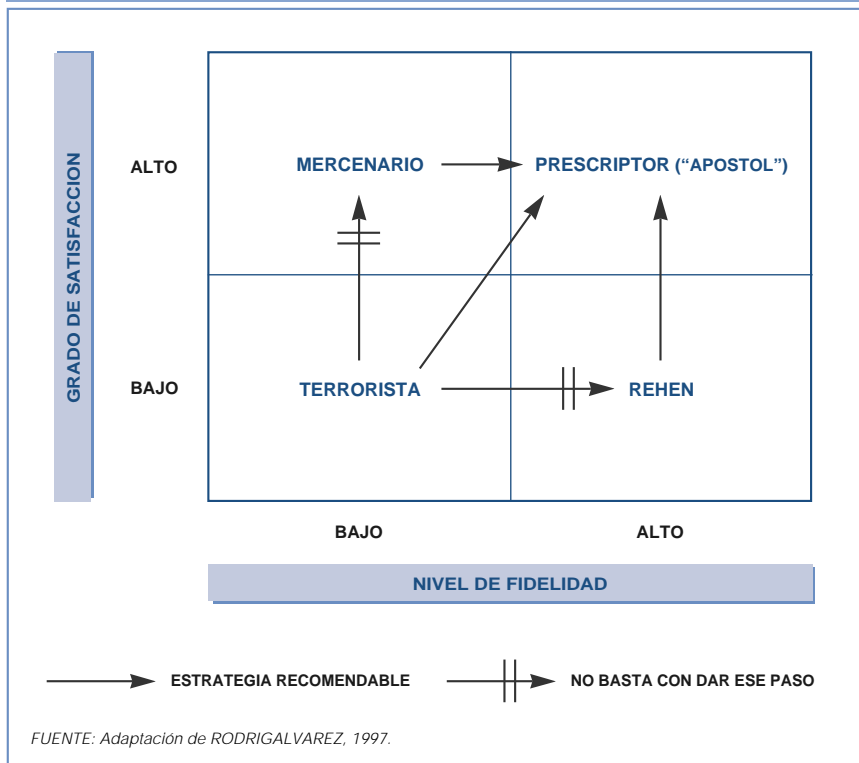 GRADO DE SATISFACCION
ALTO
MERCENARIO
PRESCRIPTOR (“APOSTOL”)
BAJO
TERRORISTA
REHEN
BAJO
ALTO
NIVEL DE FIDELIDAD
ESTRATEGIA RECOMENDABLE
NO BASTA CON DAR ESE PASO
FUENTE: Adaptación de RODRIGALVAREZ, 1997.